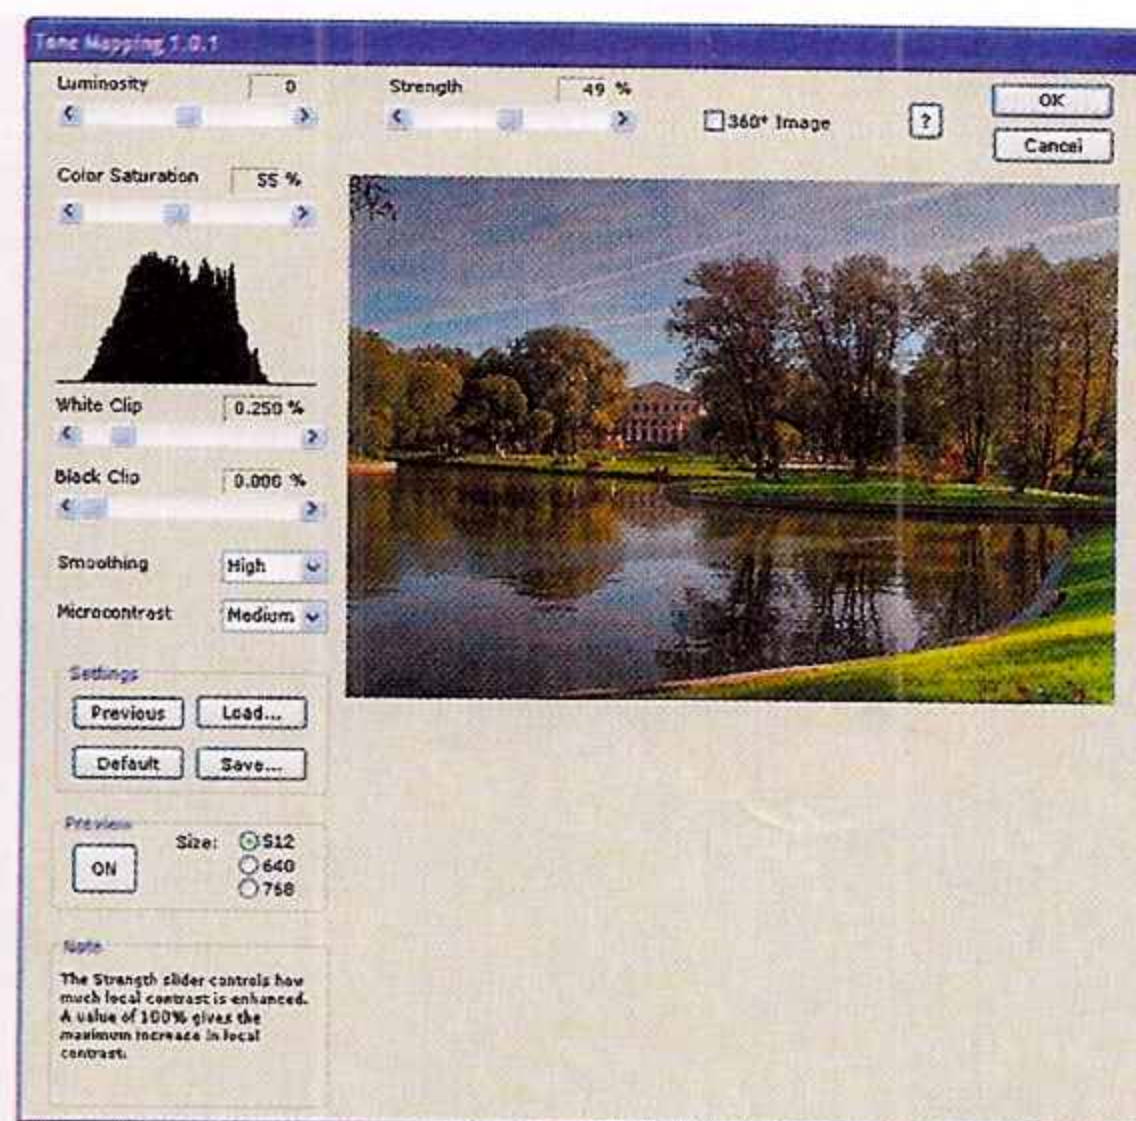 Tone Mapping 1.0.1
Luminosity 0
Strength 49 %
360° Image
?
OK
Cancel
Color Saturation 55 %
White Clip 0.250 %
Black Clip 0.000 %
Smoothing High
Microcontrast Medium
Settings
Previous Load...
Default Save...
Preview
ON
Size: 512
640
768
Note
The Strength slider controls how
much local contrast is enhanced.
A value of 100% gives the
maximum increase in local
contrast.